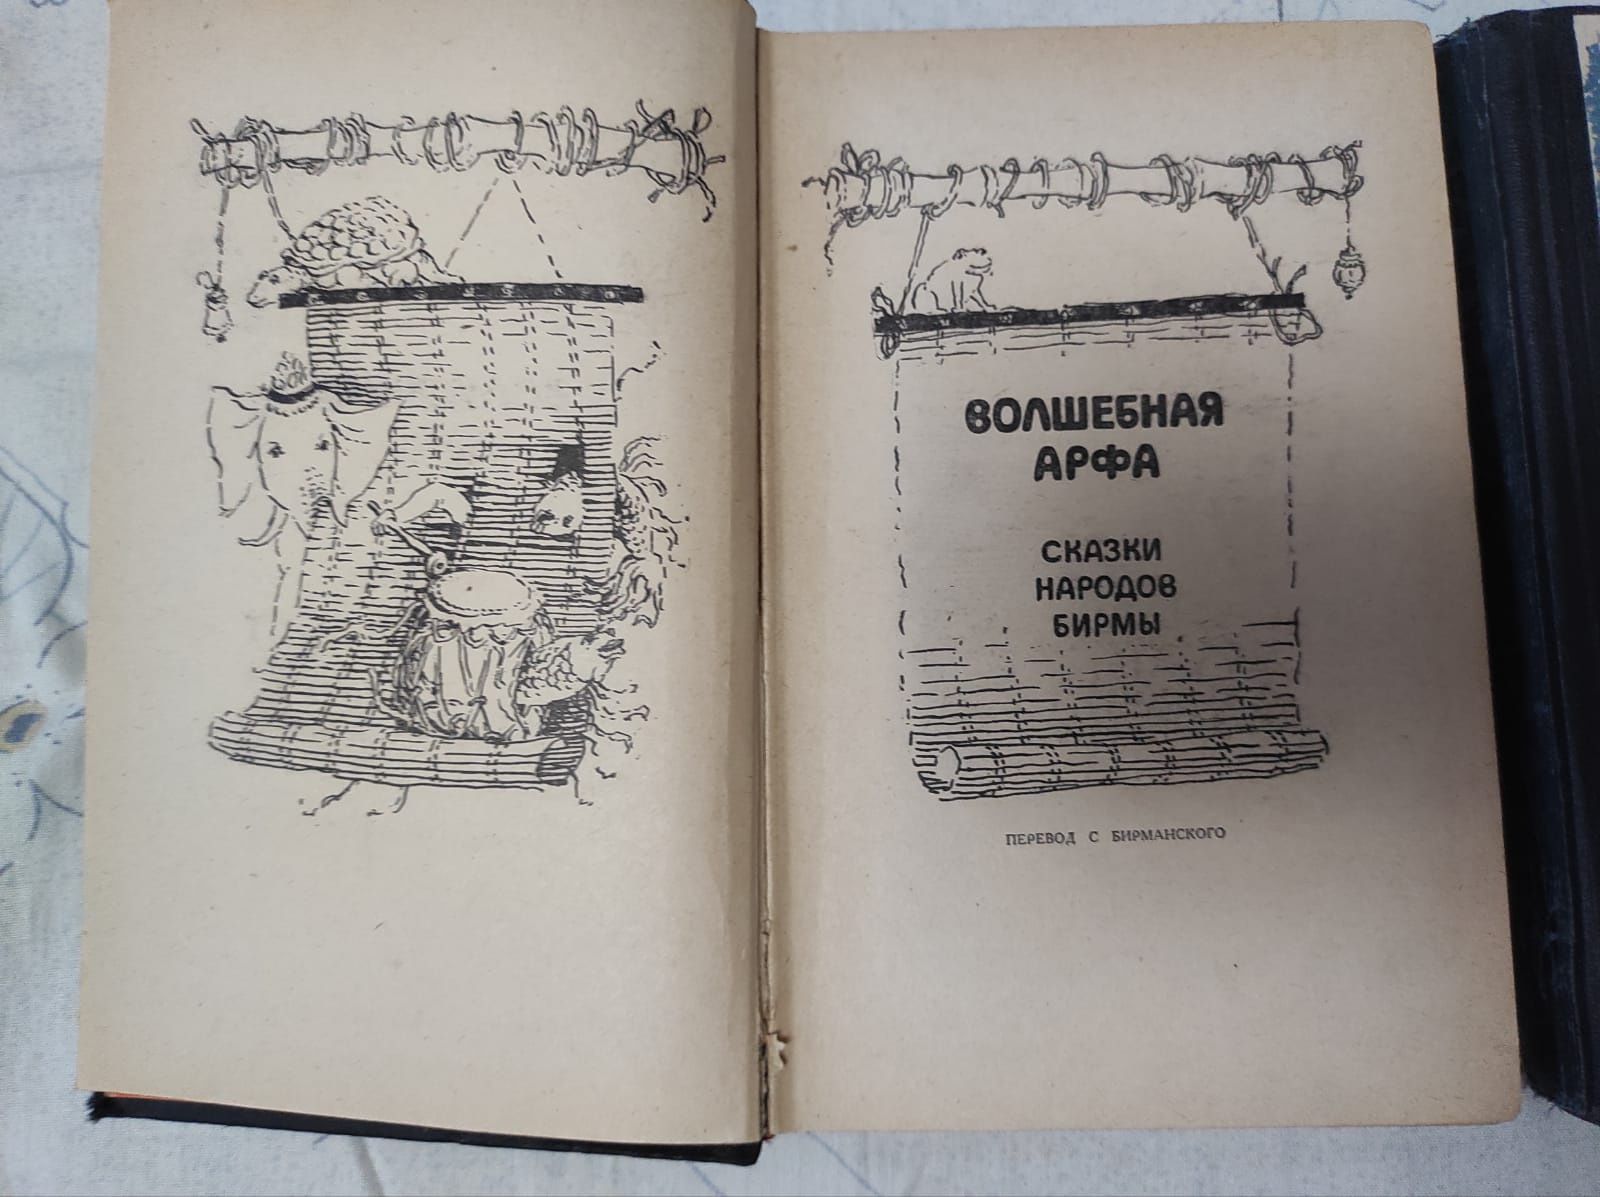 ВОЛШЕБНАЯ
АРФА
СКАЗКИ
НАРОДОВ
БИРМЫ
ПЕРЕВОД С БИРМАНСКОГО